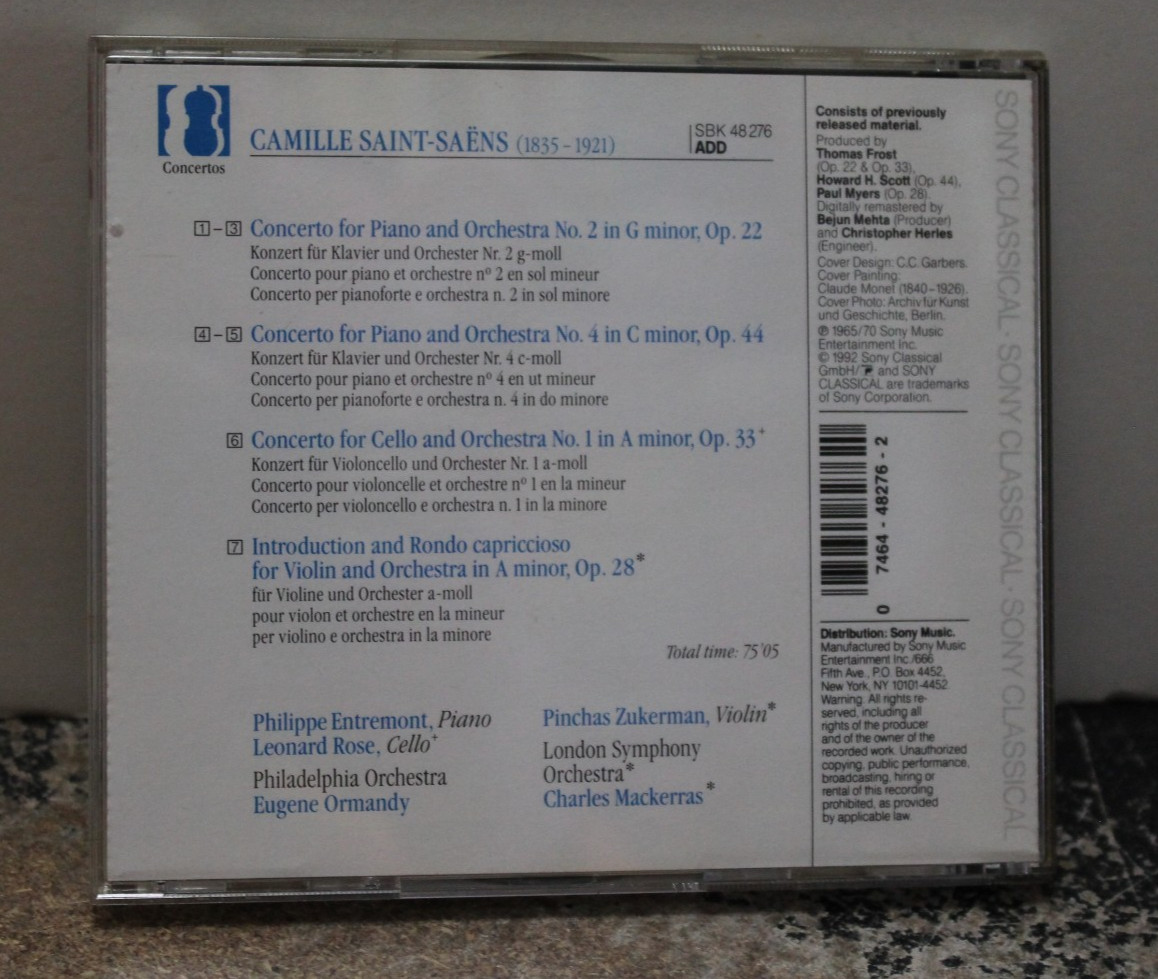 Concertos
CAMILLE SAINT-SAËNS (1835 – 1921)
SBK 48276
ADD
1 – 3 Concerto for Piano and Orchestra No. 2 in G minor, Op. 22
Konzert für Klavier und Orchester Nr. 2 g-moll
Concerto pour piano et orchestre nº 2 en sol mineur
Concerto per pianoforte e orchestra n. 2 in sol minore
4 – 5 Concerto for Piano and Orchestra No. 4 in C minor, Op. 44
Konzert für Klavier und Orchester Nr. 4 c-moll
Concerto pour piano et orchestre nº 4 en ut mineur
Concerto per pianoforte e orchestra n. 4 in do minore
6 Concerto for Cello and Orchestra No. 1 in A minor, Op. 33+
Konzert für Violoncello und Orchester Nr. 1 a-moll
Concerto pour violoncelle et orchestre nº 1 en la mineur
Concerto per violoncello e orchestra n. 1 in la minore
7 Introduction and Rondo capriccioso
for Violin and Orchestra in A minor, Op. 28*
für Violine und Orchester a-moll
pour violon et orchestre en la mineur
per violino e orchestra in la minore
Total time: 75'05
Philippe Entremont, Piano
Leonard Rose, Cello+
Philadelphia Orchestra
Eugene Ormandy
Pinchas Zukerman, Violin*
London Symphony
Orchestra*
Charles Mackerras*
Consists of previously
released material.
Produced by
Thomas Frost
(Op. 22 & Op. 33),
Howard H. Scott (Op. 44),
Paul Myers (Op. 28).
Digitally remastered by
Bejun Mehta (Producer)
and Christopher Herles
(Engineer).
Cover Design: C.C. Garbers.
Cover Painting:
Claude Monet (1840–1926).
Cover Photo: Archiv für Kunst
und Geschichte, Berlin.
℗ 1965/70 Sony Music
Entertainment Inc.
© 1992 Sony Classical
GmbH/ and SONY
CLASSICAL are trademarks
of Sony Corporation.
0 7464 - 48276 - 2
Distribution: Sony Music.
Manufactured by Sony Music
Entertainment Inc./666
Fifth Ave., P.O. Box 4452,
New York, NY 10101-4452
Warning: All rights re-
served, including all
rights of the producer
and of the owner of the
recorded work. Unauthorized
copying, public performance,
broadcasting, hiring or
rental of this recording
prohibited, as provided
by applicable law.
SONY CLASSICAL · SONY CLASSICAL · SONY CLASSICAL